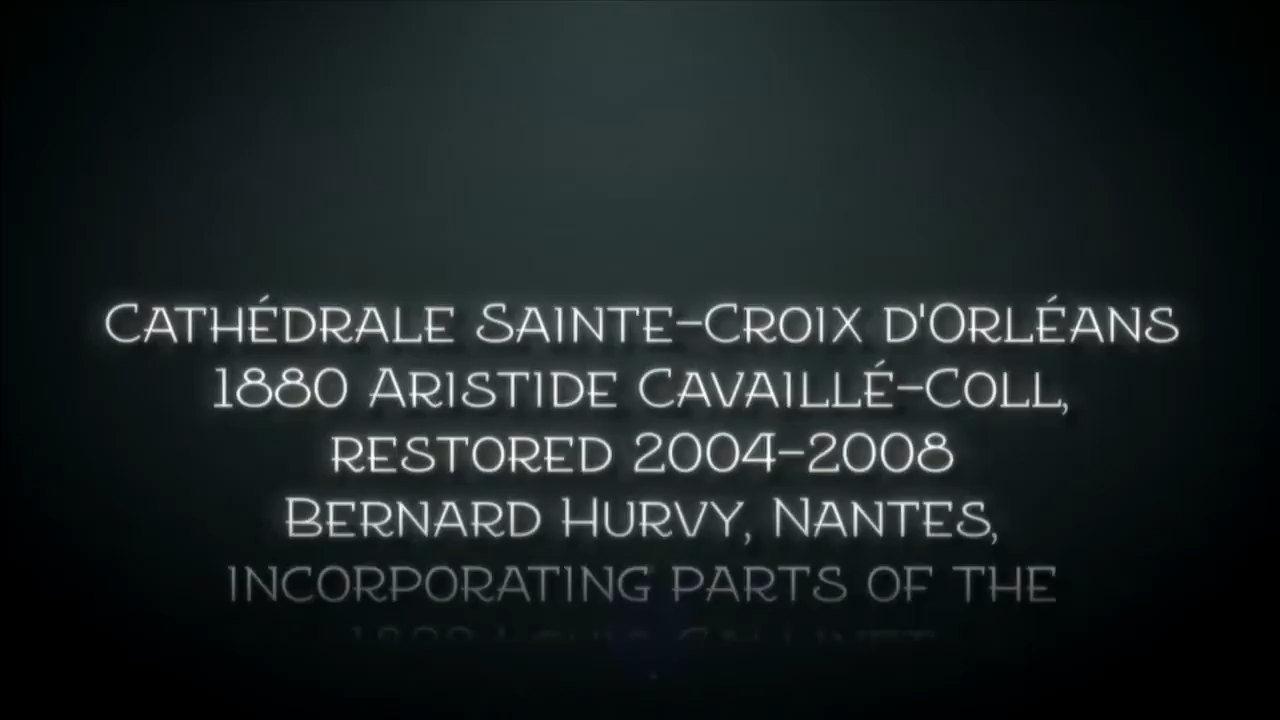 Cathédrale Sainte-Croix d'Orléans
1880 Aristide Cavaillé-Coll,
restored 2004-2008
Bernard Hurvy, Nantes,
incorporating parts of the